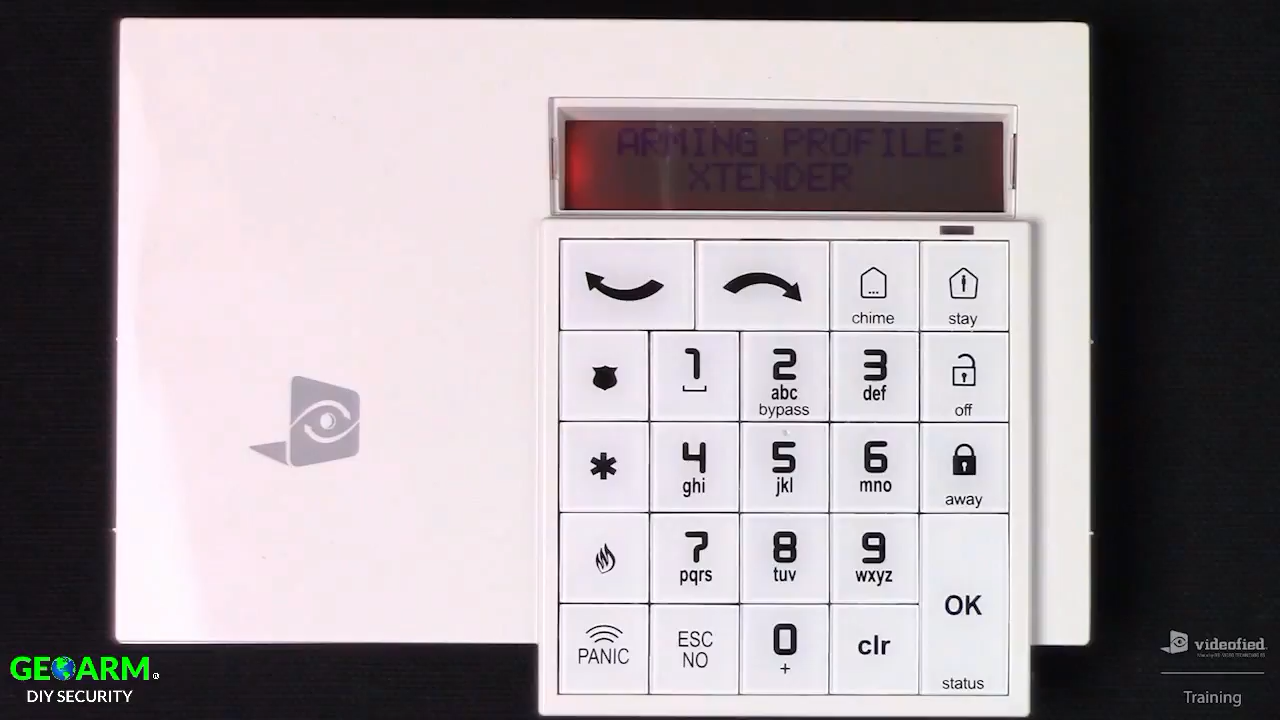 ARMING PROFILE:
XTENDER
chime
stay
1
2
abc
bypass
3
def
off
4
ghi
5
jkl
6
mno
away
7
pqrs
8
tuv
9
wxyz
OK
status
PANIC
ESC
NO
0
+
clr
GEOARM
DIY SECURITY
videofied
Training